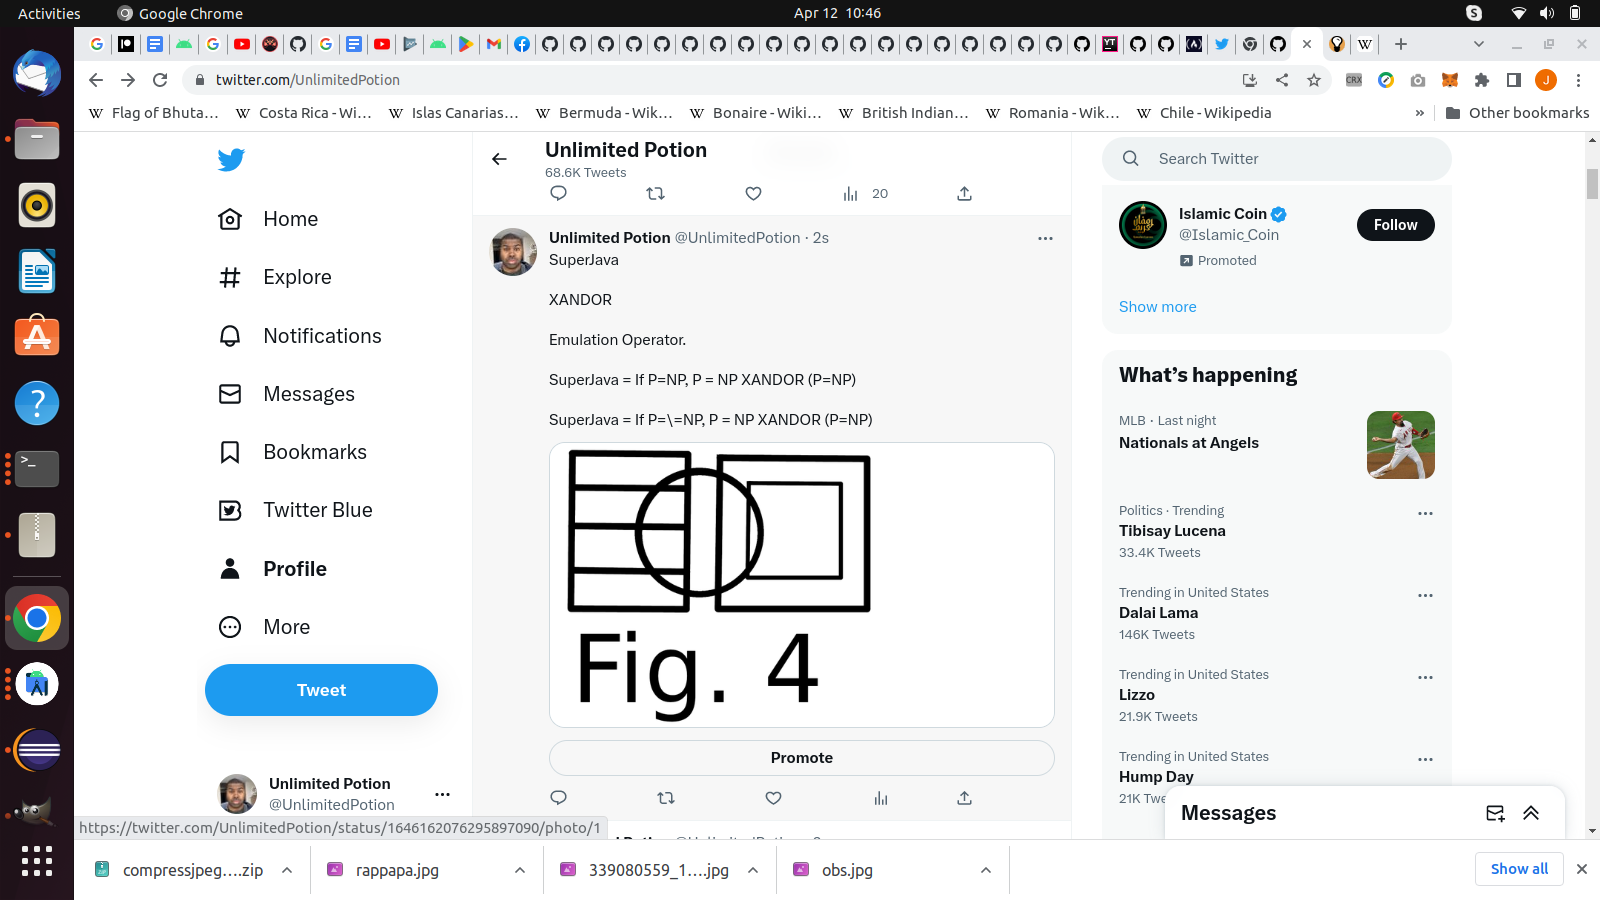 Activities
Google Chrome
Apr 12 10:46
twitter.com/UnlimitedPotion
CRX
J
Flag of Bhuta…
Costa Rica - Wi…
Islas Canarias…
Bermuda - Wik…
Bonaire - Wiki…
British Indian…
Romania - Wik…
Chile - Wikipedia
»
Other bookmarks
Home
Explore
Notifications
Messages
Bookmarks
Twitter Blue
Profile
More
Tweet
Unlimited Potion
@UnlimitedPotion
https://twitter.com/UnlimitedPotion/status/1646162076295897090/photo/1
Unlimited Potion
68.6K Tweets
20
Unlimited Potion @UnlimitedPotion · 2s
SuperJava
XANDOR
Emulation Operator.
SuperJava = If P=NP, P = NP XANDOR (P=NP)
SuperJava = If P=\=NP, P = NP XANDOR (P=NP)
Fig. 4
Promote
Search Twitter
Islamic Coin
@Islamic_Coin
Promoted
Follow
Show more
What’s happening
MLB · Last night
Nationals at Angels
Politics · Trending
Tibisay Lucena
33.4K Tweets
Trending in United States
Dalai Lama
146K Tweets
Trending in United States
Lizzo
21.9K Tweets
Trending in United States
Hump Day
21K
Messages
compressjpeg....zip
rappapa.jpg
339080559_1....jpg
obs.jpg
Show all